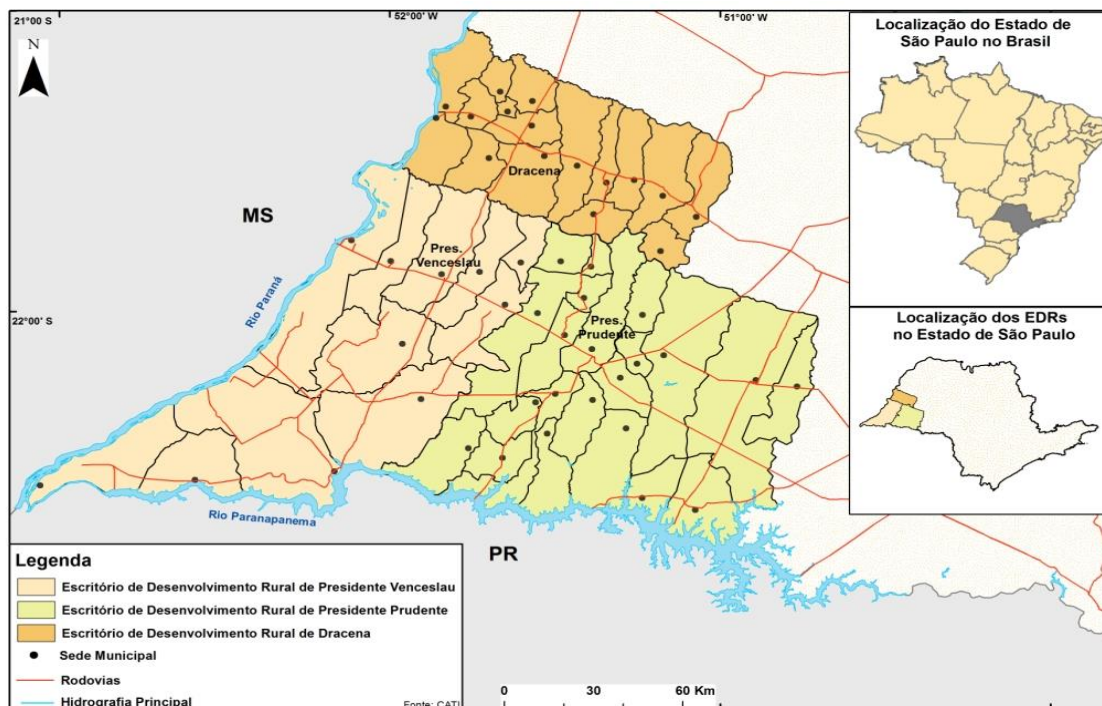 21°00' S
52°00' W
51°00' W
N
MS
Dracena
Pres.
Venceslau
Rio Paraná
22°00' S
Pres.
Prudente
Rio Paranapanema
PR
Localização do Estado de
São Paulo no Brasil
Localização dos EDRs
no Estado de São Paulo
Legenda
Escritório de Desenvolvimento Rural de Presidente Venceslau
Escritório de Desenvolvimento Rural de Presidente Prudente
Escritório de Desenvolvimento Rural de Dracena
Sede Municipal
Rodovias
Hidrografia Principal
Fonte: CATI
0 30 60 Km